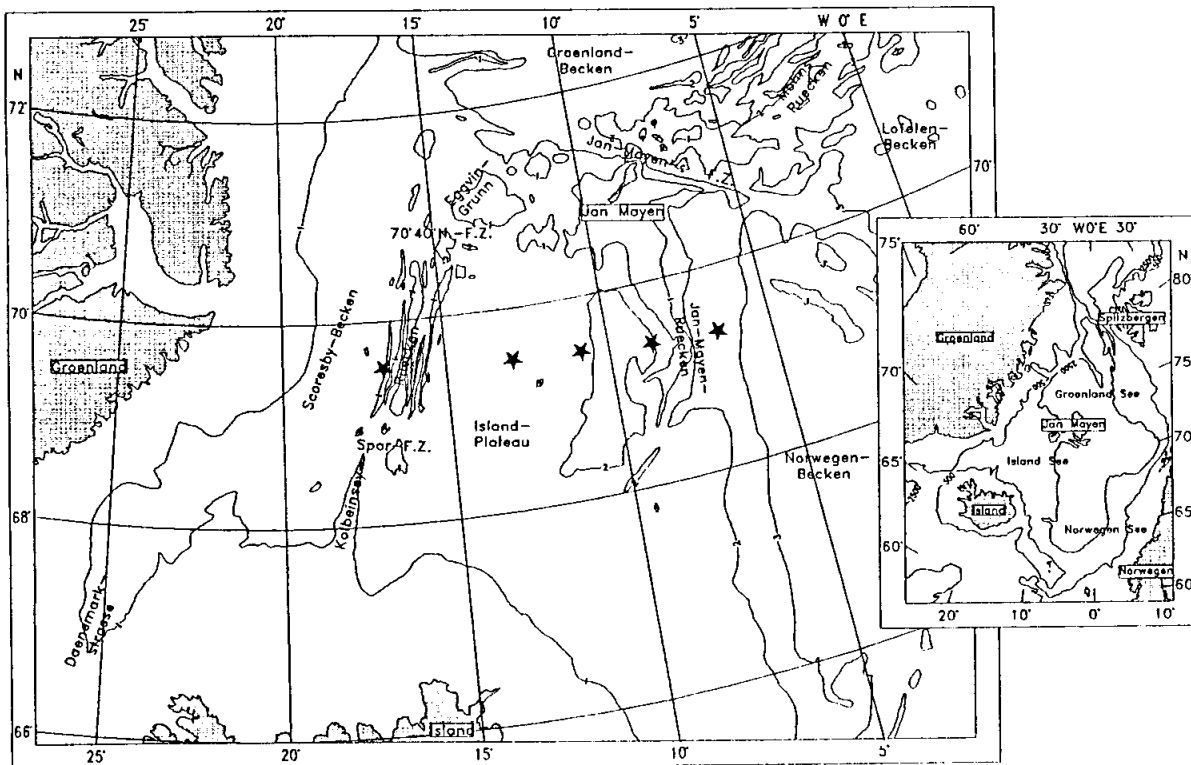 20°
15°
10°
5°
W 0° E
N
Groenland-
Becken
72°
Mohns
Ruecken
Lofoten-
Becken
Jan Mayen-
F.Z.
70°
Eggvin-
Grunn
Jan Mayen
70°40'N -F.Z.
60°
30° W0°E 30°
75°
N
80°
70°
Scoresby-Becken
Jan-Mayen-
Ruecken
Spitzbergen
Groenland
Groenland
75°
70°
Groenland See
Island-
Plateau
Jan Mayen
70°
Spar-F.Z.
Norwegen-
Becken
65°
Island See
68°
Kolbeinsey-
Island
65°
Norwegen See
60°
Daenemark-
strasse
Norwegen
60°
20°
10°
0°
10°
66°
Island
25°
20°
15°
10°
5°